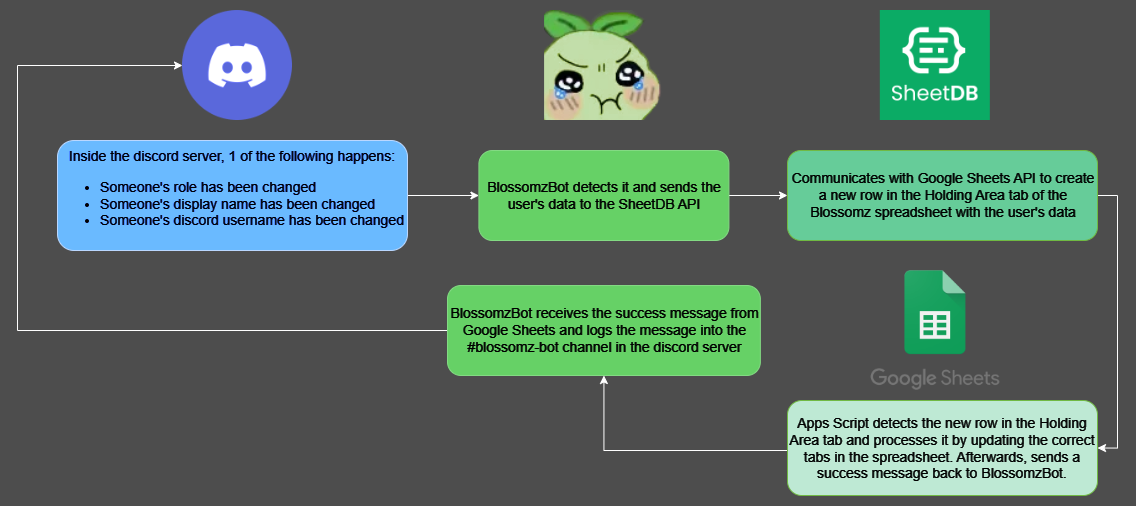 SheetDB
Inside the discord server, 1 of the following happens:
• Someone's role has been changed
• Someone's display name has been changed
• Someone's discord username has been changed
BlossomzBot detects it and sends the
user's data to the SheetDB API
Communicates with Google Sheets API to create
a new row in the Holding Area tab of the
Blossomz spreadsheet with the user's data
BlossomzBot receives the success message from
Google Sheets and logs the message into the
#blossomz-bot channel in the discord server
Google Sheets
Apps Script detects the new row in the Holding
Area tab and processes it by updating the correct
tabs in the spreadsheet. Afterwards, sends a
success message back to BlossomzBot.